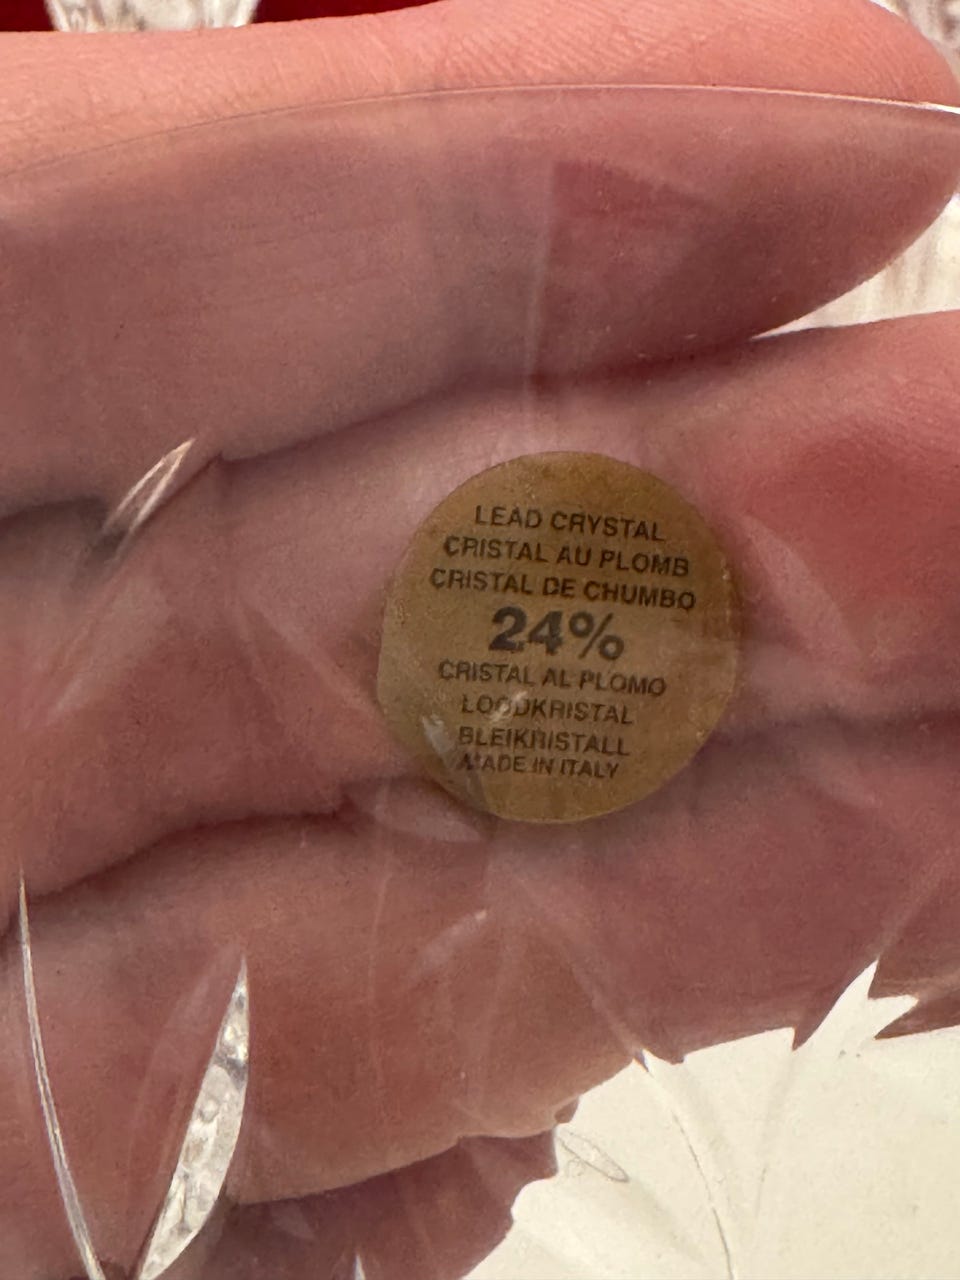 LEAD CRYSTAL
CRISTAL AU PLOMB
CRISTAL DE CHUMBO
24%
CRISTAL AL PLOMO
LOODKRISTAL
BLEIKRISTALL
MADE IN ITALY